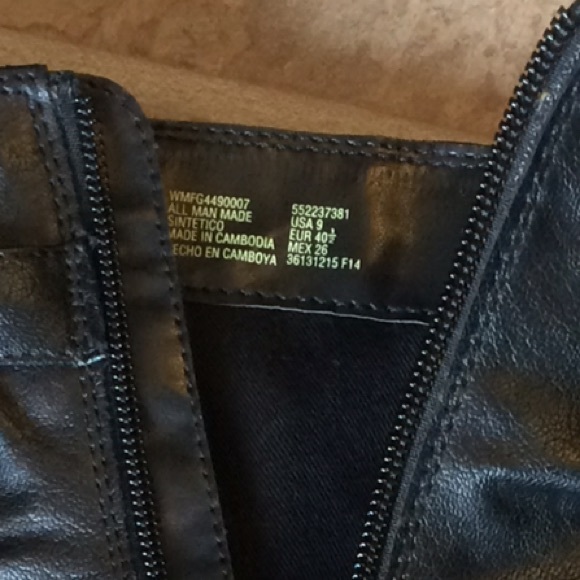 WMFG4490007
ALL MAN MADE
SINTETICO
MADE IN CAMBODIA
HECHO EN CAMBOYA
552237381
USA 9
EUR 40½
MEX 26
36131215 F14